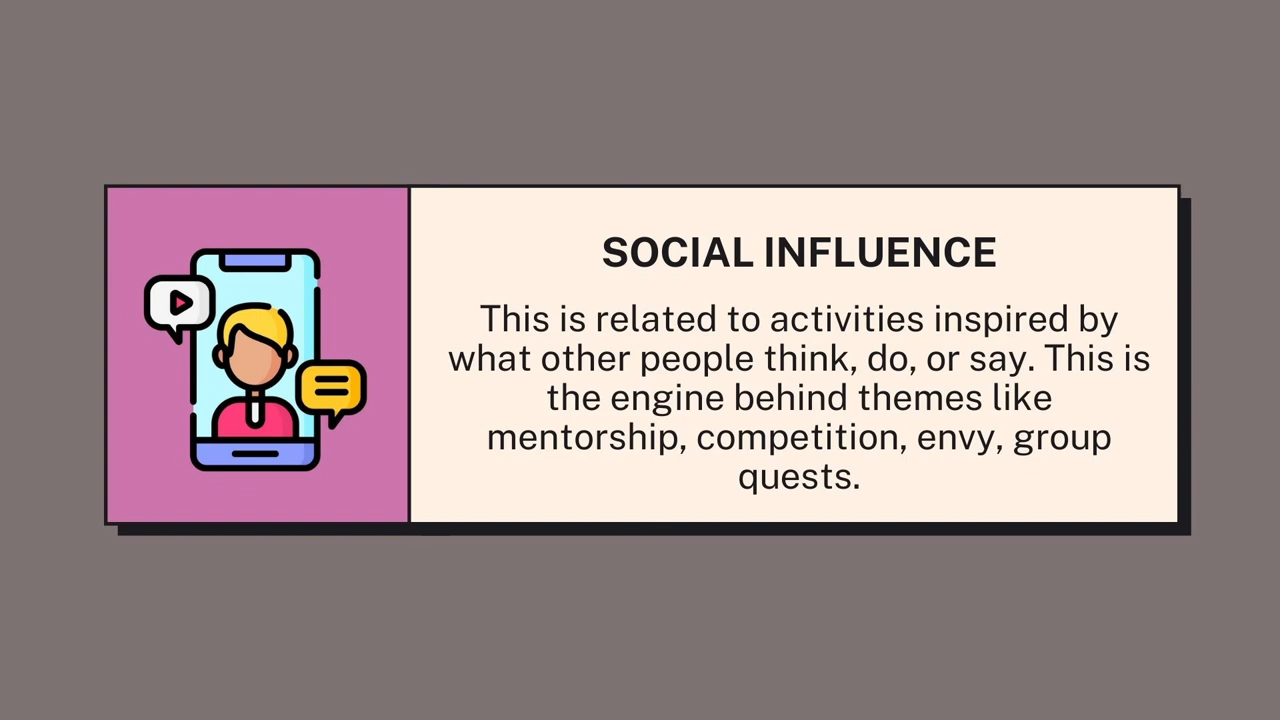 SOCIAL INFLUENCE
This is related to activities inspired by
what other people think, do, or say. This is
the engine behind themes like
mentorship, competition, envy, group
quests.